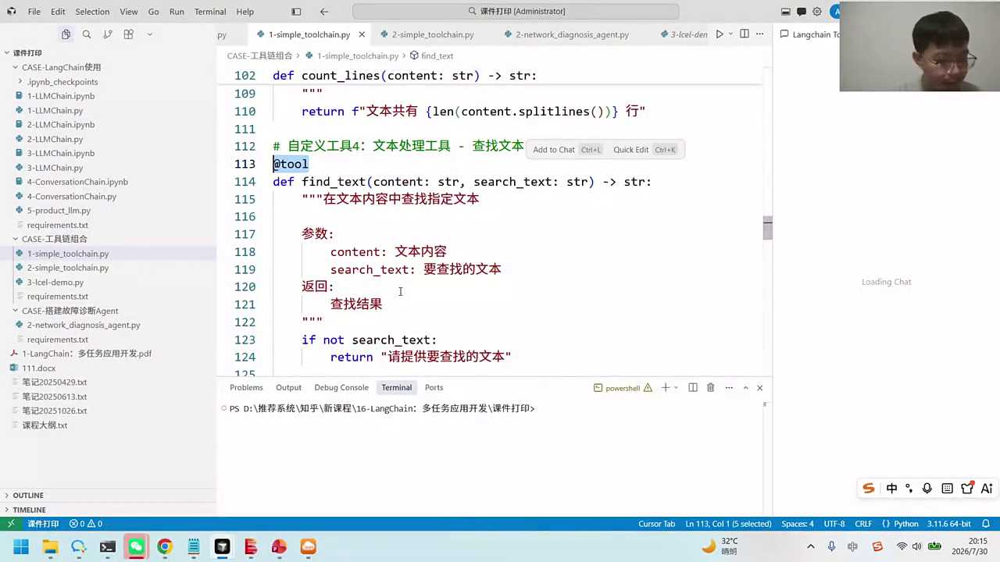 File Edit Selection View Go Run Terminal Help
课件打印 [Administrator]
py
1-simple_toolchain.py
2-simple_toolchain.py
2-network_diagnosis_agent.py
3-lcel-den
Langchain To
课件打印
CASE-LangChain使用
.ipynb_checkpoints
1-LLMChain.ipynb
1-LLMChain.py
2-LLMChain.ipynb
2-LLMChain.py
3-LLMChain.ipynb
3-LLMChain.py
4-ConversationChain.ipynb
4-ConversationChain.py
5-product_llm.py
requirements.txt
CASE-工具链组合
1-simple_toolchain.py
2-simple_toolchain.py
3-lcel-demo.py
requirements.txt
CASE-搭建故障诊断Agent
2-network_diagnosis_agent.py
requirements.txt
1-LangChain：多任务应用开发.pdf
111.docx
笔记20250429.txt
笔记20250613.txt
笔记20251026.txt
课程大纲.txt
OUTLINE
TIMELINE
CASE-工具链组合 > 1-simple_toolchain.py > find_text
102 def count_lines(content: str) -> str:
109 """
110 return f"文本共有 {len(content.splitlines())} 行"
111
112 # 自定义工具4：文本处理工具 - 查找文本
Add to Chat Ctrl+L Quick Edit Ctrl+K
113 @tool
114 def find_text(content: str, search_text: str) -> str:
115 """在文本内容中查找指定文本
116
117 参数:
118 content: 文本内容
119 search_text: 要查找的文本
120 返回:
121 查找结果
122 """
123 if not search_text:
124 return "请提供要查找的文本"
125
Problems Output Debug Console Terminal Ports
powershell
PS D:\推荐系统\知乎\新课程\16-LangChain：多任务应用开发\课件打印>
Loading Chat
中
课件打印 0 0
Cursor Tab Ln 113, Col 1 (5 selected) Spaces: 4 UTF-8 CRLF {} Python 3.11.6 64-bit
32°C
晴朗
20:15
2026/7/30